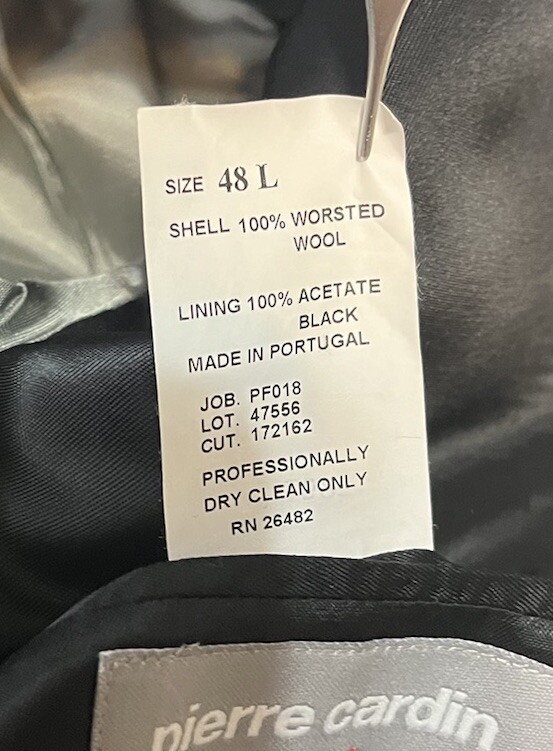 SIZE 48 L
SHELL 100% WORSTED
WOOL
LINING 100% ACETATE
BLACK
MADE IN PORTUGAL
JOB. PF018
LOT. 47556
CUT. 172162
PROFESSIONALLY
DRY CLEAN ONLY
RN 26482
pierre cardin